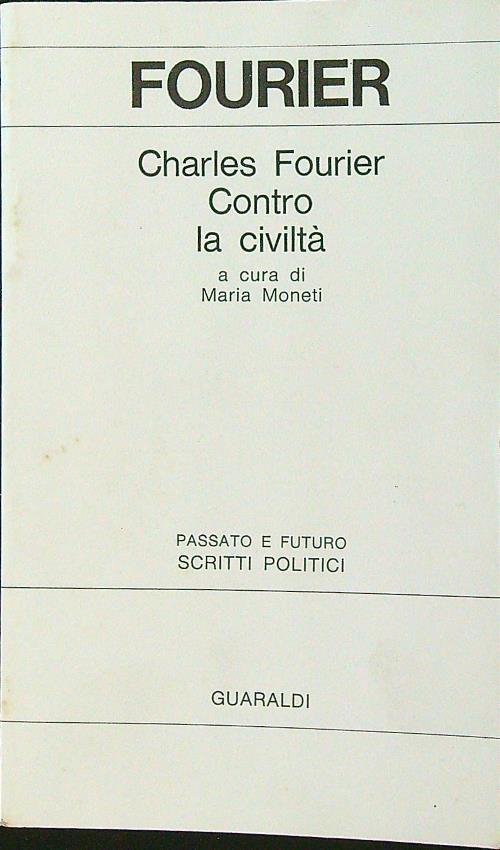 FOURIER
Charles Fourier
Contro
la civiltà
a cura di
Maria Moneti
PASSATO E FUTURO
SCRITTI POLITICI
GUARALDI